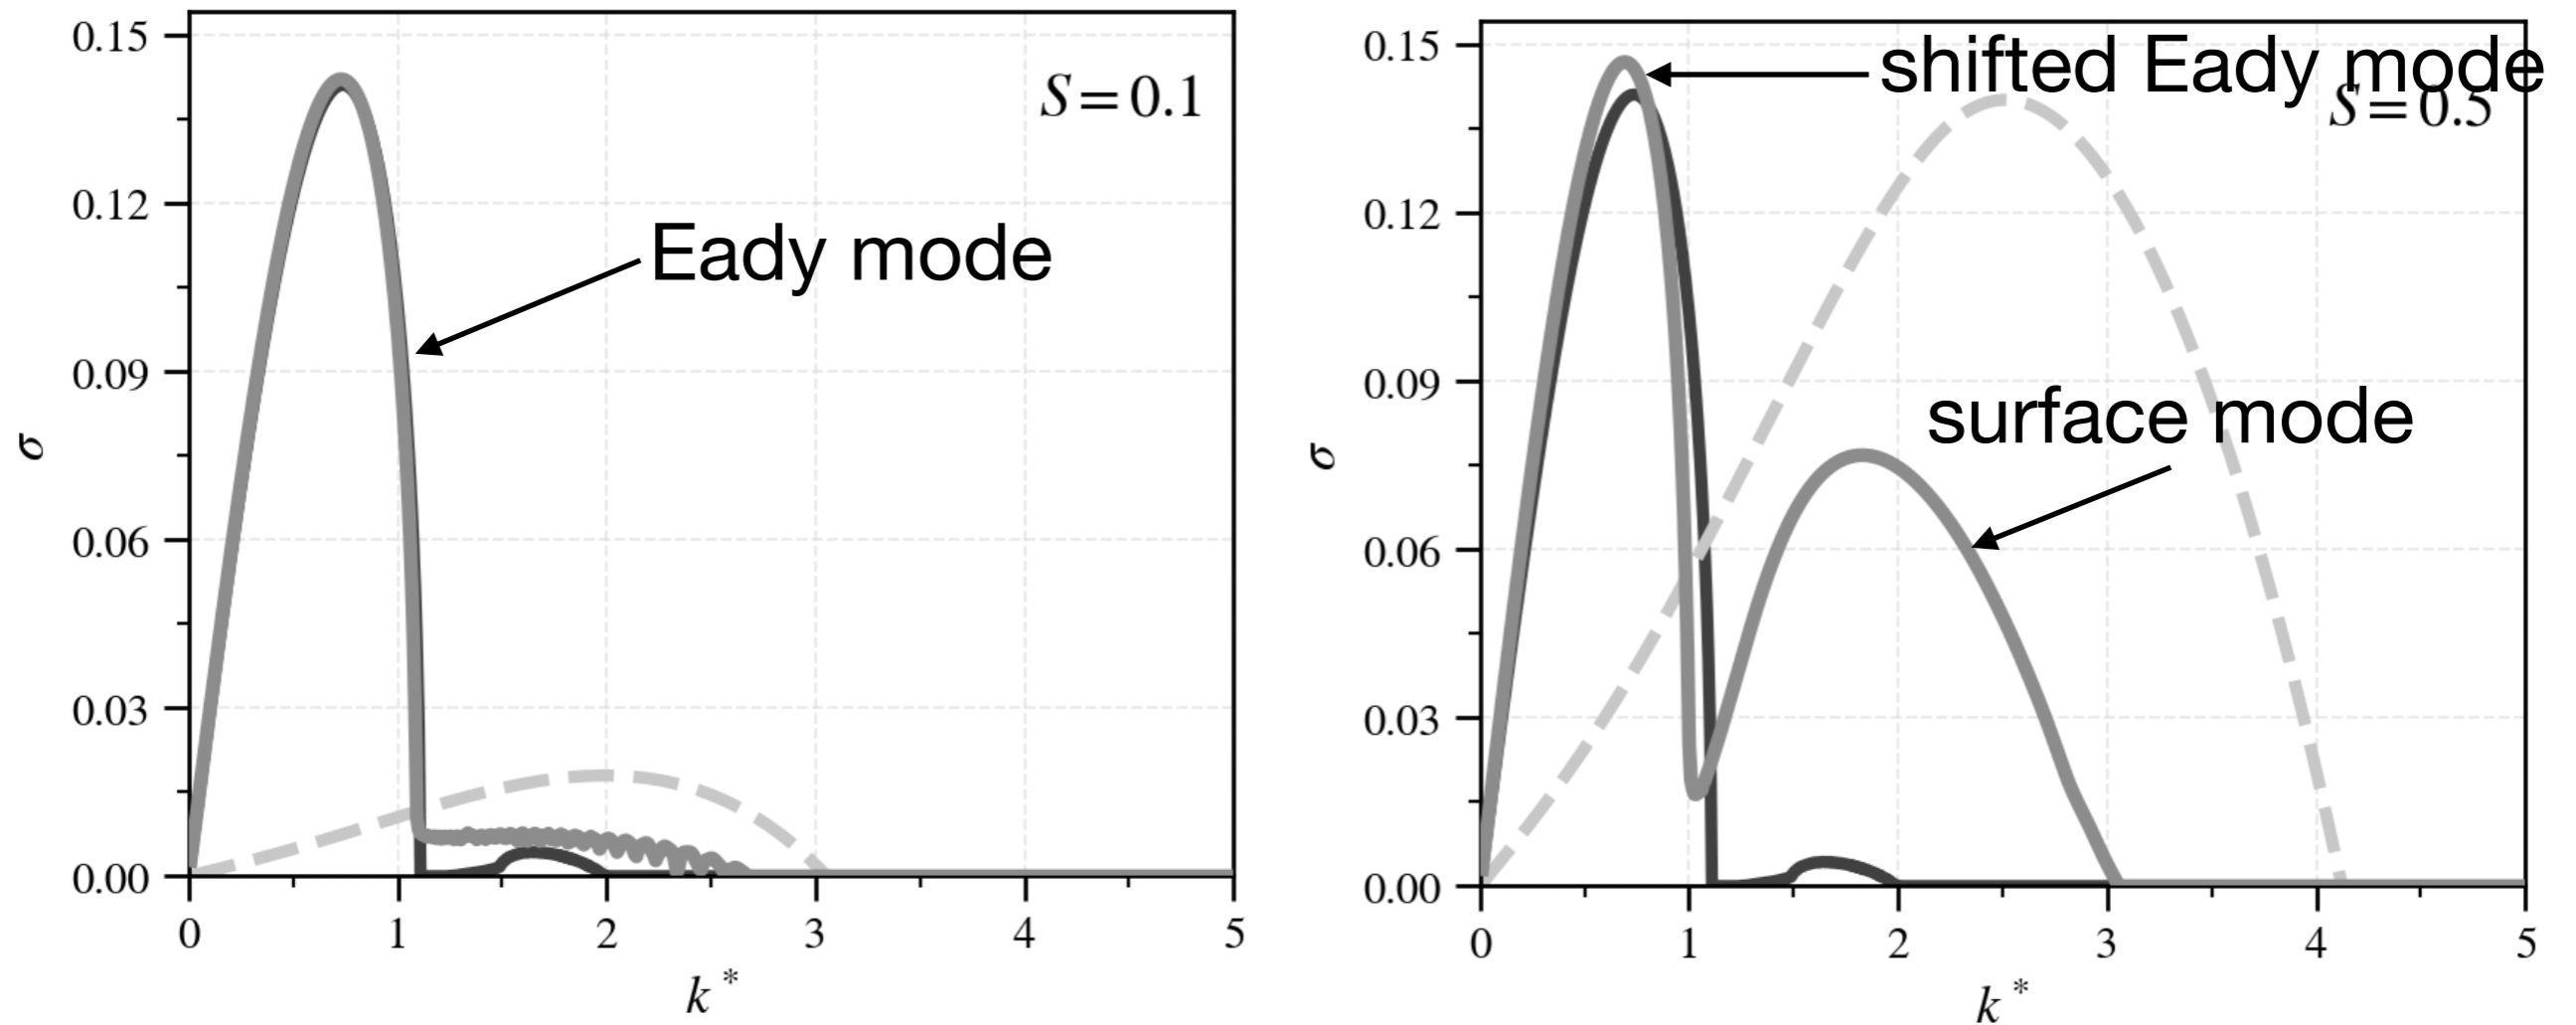 0.15
0.12
0.09
0.06
0.03
0.00
σ
S = 0.1
Eady mode
0 1 2 3 4 5
k*
0.15
0.12
0.09
0.06
0.03
0.00
σ
shifted Eady mode
S = 0.5
surface mode
0 1 2 3 4 5
k*